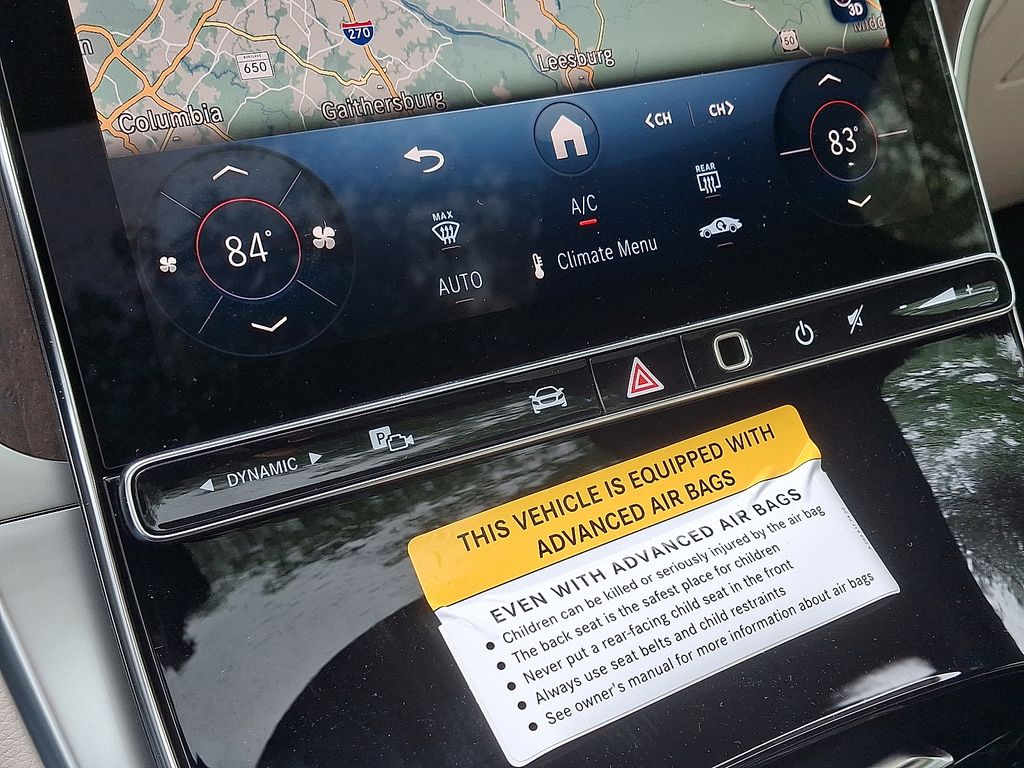 3D
270
50
Midd
MARYLAND
650
Leesburg
Columbia
Gaithersburg
<CH
CH>
83°
84°
MAX
A/C
REAR
AUTO
Climate Menu
DYNAMIC
P
- +
THIS VEHICLE IS EQUIPPED WITH
ADVANCED AIR BAGS
EVEN WITH ADVANCED AIR BAGS
• Children can be killed or seriously injured by the air bag
• The back seat is the safest place for children
• Never put a rear-facing child seat in the front
• Always use seat belts and child restraints
• See owner's manual for more information about air bags